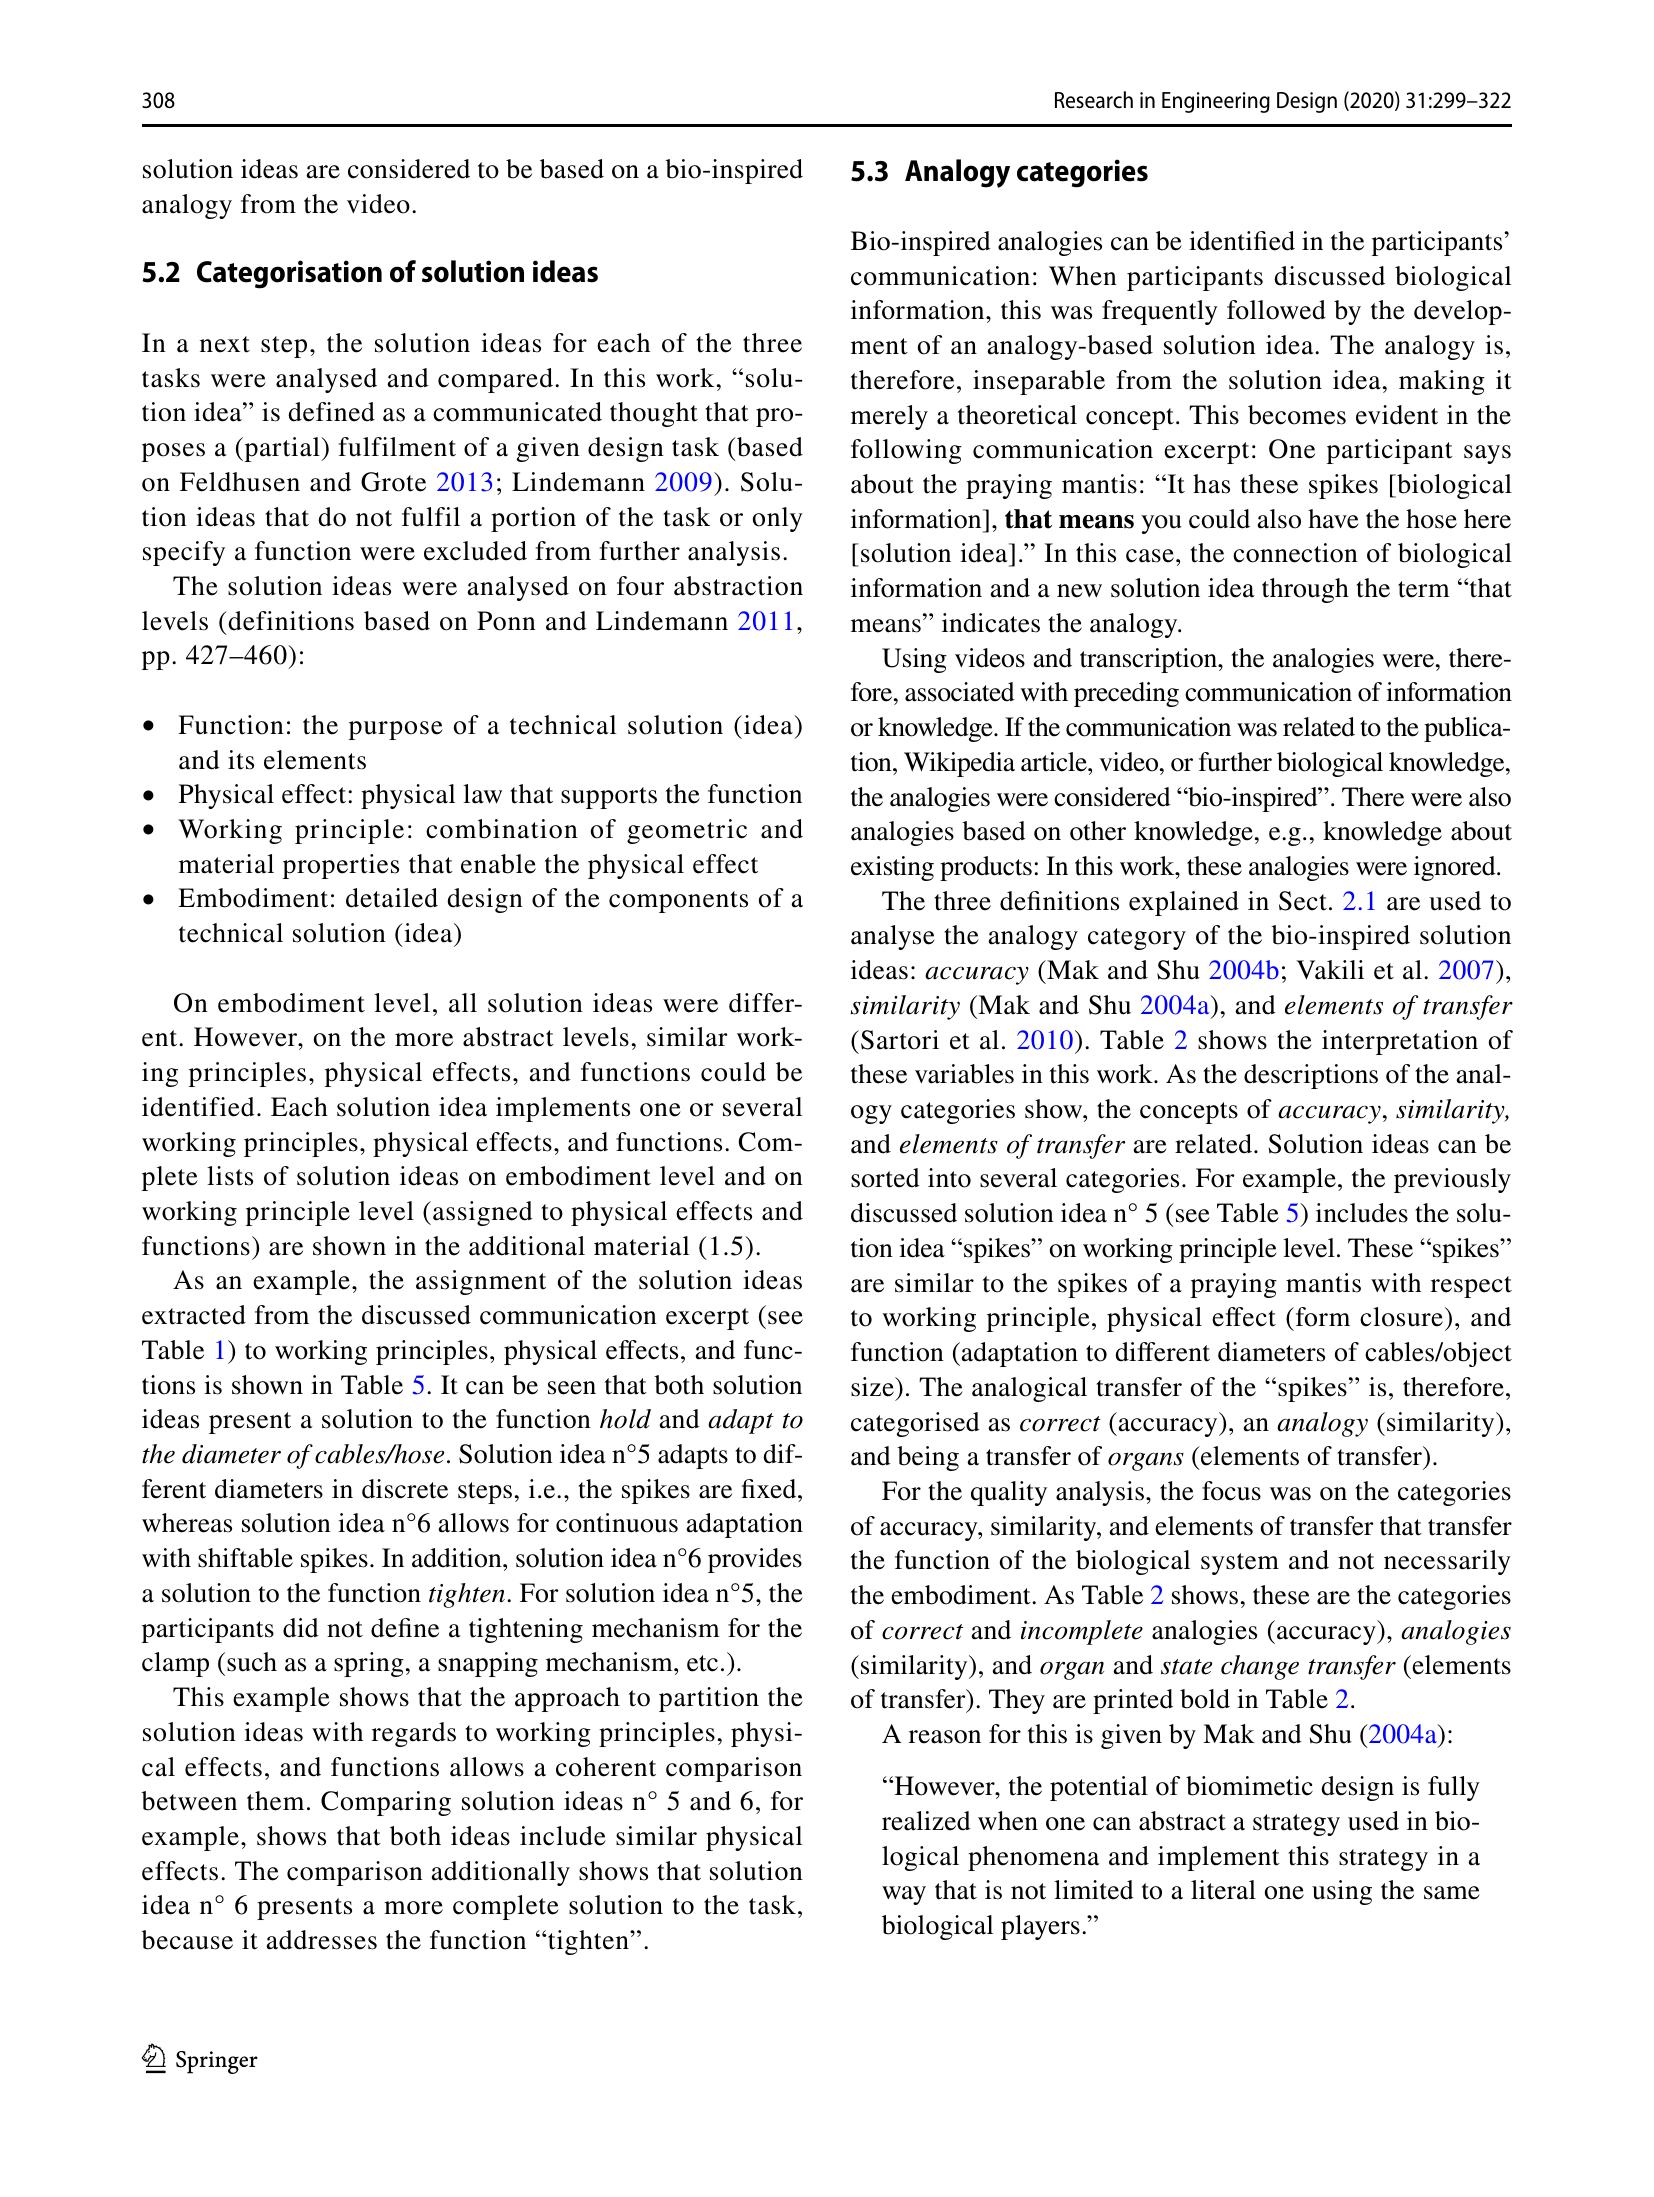 308
Research in Engineering Design (2020) 31:299–322
solution ideas are considered to be based on a bio-inspired
analogy from the video.
5.2 Categorisation of solution ideas
In a next step, the solution ideas for each of the three
tasks were analysed and compared. In this work, “solu-
tion idea” is defined as a communicated thought that pro-
poses a (partial) fulfilment of a given design task (based
on Feldhusen and Grote 2013; Lindemann 2009). Solu-
tion ideas that do not fulfil a portion of the task or only
specify a function were excluded from further analysis.
The solution ideas were analysed on four abstraction
levels (definitions based on Ponn and Lindemann 2011,
pp. 427–460):
• Function: the purpose of a technical solution (idea)
and its elements
• Physical effect: physical law that supports the function
• Working principle: combination of geometric and
material properties that enable the physical effect
• Embodiment: detailed design of the components of a
technical solution (idea)
On embodiment level, all solution ideas were differ-
ent. However, on the more abstract levels, similar work-
ing principles, physical effects, and functions could be
identified. Each solution idea implements one or several
working principles, physical effects, and functions. Com-
plete lists of solution ideas on embodiment level and on
working principle level (assigned to physical effects and
functions) are shown in the additional material (1.5).
As an example, the assignment of the solution ideas
extracted from the discussed communication excerpt (see
Table 1) to working principles, physical effects, and func-
tions is shown in Table 5. It can be seen that both solution
ideas present a solution to the function hold and adapt to
the diameter of cables/hose. Solution idea n°5 adapts to dif-
ferent diameters in discrete steps, i.e., the spikes are fixed,
whereas solution idea n°6 allows for continuous adaptation
with shiftable spikes. In addition, solution idea n°6 provides
a solution to the function tighten. For solution idea n°5, the
participants did not define a tightening mechanism for the
clamp (such as a spring, a snapping mechanism, etc.).
This example shows that the approach to partition the
solution ideas with regards to working principles, physi-
cal effects, and functions allows a coherent comparison
between them. Comparing solution ideas n° 5 and 6, for
example, shows that both ideas include similar physical
effects. The comparison additionally shows that solution
idea n° 6 presents a more complete solution to the task,
because it addresses the function “tighten”.
5.3 Analogy categories
Bio-inspired analogies can be identified in the participants’
communication: When participants discussed biological
information, this was frequently followed by the develop-
ment of an analogy-based solution idea. The analogy is,
therefore, inseparable from the solution idea, making it
merely a theoretical concept. This becomes evident in the
following communication excerpt: One participant says
about the praying mantis: “It has these spikes [biological
information], that means you could also have the hose here
[solution idea].” In this case, the connection of biological
information and a new solution idea through the term “that
means” indicates the analogy.
Using videos and transcription, the analogies were, there-
fore, associated with preceding communication of information
or knowledge. If the communication was related to the publica-
tion, Wikipedia article, video, or further biological knowledge,
the analogies were considered “bio-inspired”. There were also
analogies based on other knowledge, e.g., knowledge about
existing products: In this work, these analogies were ignored.
The three definitions explained in Sect. 2.1 are used to
analyse the analogy category of the bio-inspired solution
ideas: accuracy (Mak and Shu 2004b; Vakili et al. 2007),
similarity (Mak and Shu 2004a), and elements of transfer
(Sartori et al. 2010). Table 2 shows the interpretation of
these variables in this work. As the descriptions of the anal-
ogy categories show, the concepts of accuracy, similarity,
and elements of transfer are related. Solution ideas can be
sorted into several categories. For example, the previously
discussed solution idea n° 5 (see Table 5) includes the solu-
tion idea “spikes” on working principle level. These “spikes”
are similar to the spikes of a praying mantis with respect
to working principle, physical effect (form closure), and
function (adaptation to different diameters of cables/object
size). The analogical transfer of the “spikes” is, therefore,
categorised as correct (accuracy), an analogy (similarity),
and being a transfer of organs (elements of transfer).
For the quality analysis, the focus was on the categories
of accuracy, similarity, and elements of transfer that transfer
the function of the biological system and not necessarily
the embodiment. As Table 2 shows, these are the categories
of correct and incomplete analogies (accuracy), analogies
(similarity), and organ and state change transfer (elements
of transfer). They are printed bold in Table 2.
A reason for this is given by Mak and Shu (2004a):
“However, the potential of biomimetic design is fully
realized when one can abstract a strategy used in bio-
logical phenomena and implement this strategy in a
way that is not limited to a literal one using the same
biological players.”
Springer